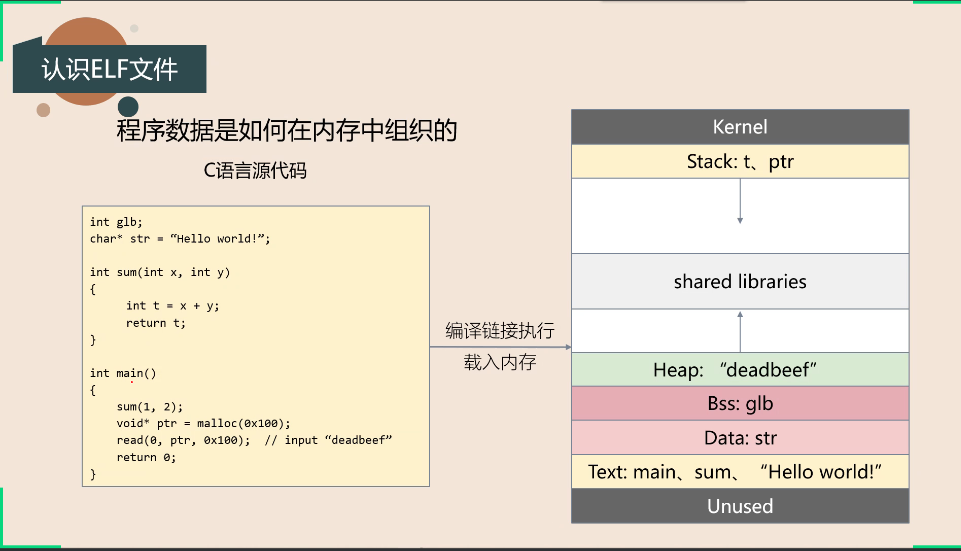 认识ELF文件
程序数据是如何在内存中组织的
C语言源代码
int glb;
char* str = “Hello world!”;
int sum(int x, int y)
{
int t = x + y;
return t;
}
int main()
{
sum(1, 2);
void* ptr = malloc(0x100);
read(0, ptr, 0x100);  // input “deadbeef”
return 0;
}
编译链接执行
载入内存
Kernel
Stack: t、ptr
shared libraries
Heap: “deadbeef”
Bss: glb
Data: str
Text: main、sum、“Hello world!”
Unused